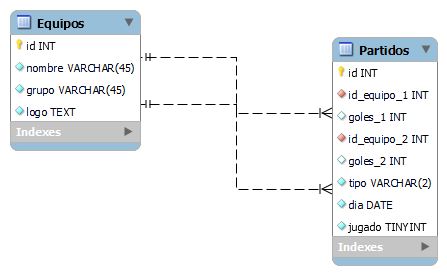 Equipos
id INT
nombre VARCHAR(45)
grupo VARCHAR(45)
logo TEXT
Indexes
Partidos
id INT
id_equipo_1 INT
goles_1 INT
id_equipo_2 INT
goles_2 INT
tipo VARCHAR(2)
dia DATE
jugado TINYINT
Indexes